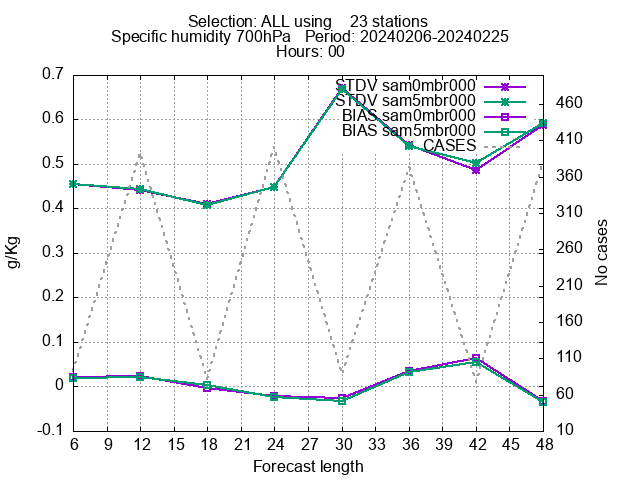 Selection: ALL using    23 stations
Specific humidity 700hPa   Period: 20240206-20240225
Hours: 00
STDV sam0mbr000
STDV sam5mbr000
BIAS sam0mbr000
BIAS sam5mbr000
CASES
0.7
0.6
0.5
0.4
0.3
0.2
0.1
0
-0.1
g/Kg
460
410
360
310
260
210
160
110
60
10
No cases
6 9 12 15 18 21 24 27 30 33 36 39 42 45 48
Forecast length